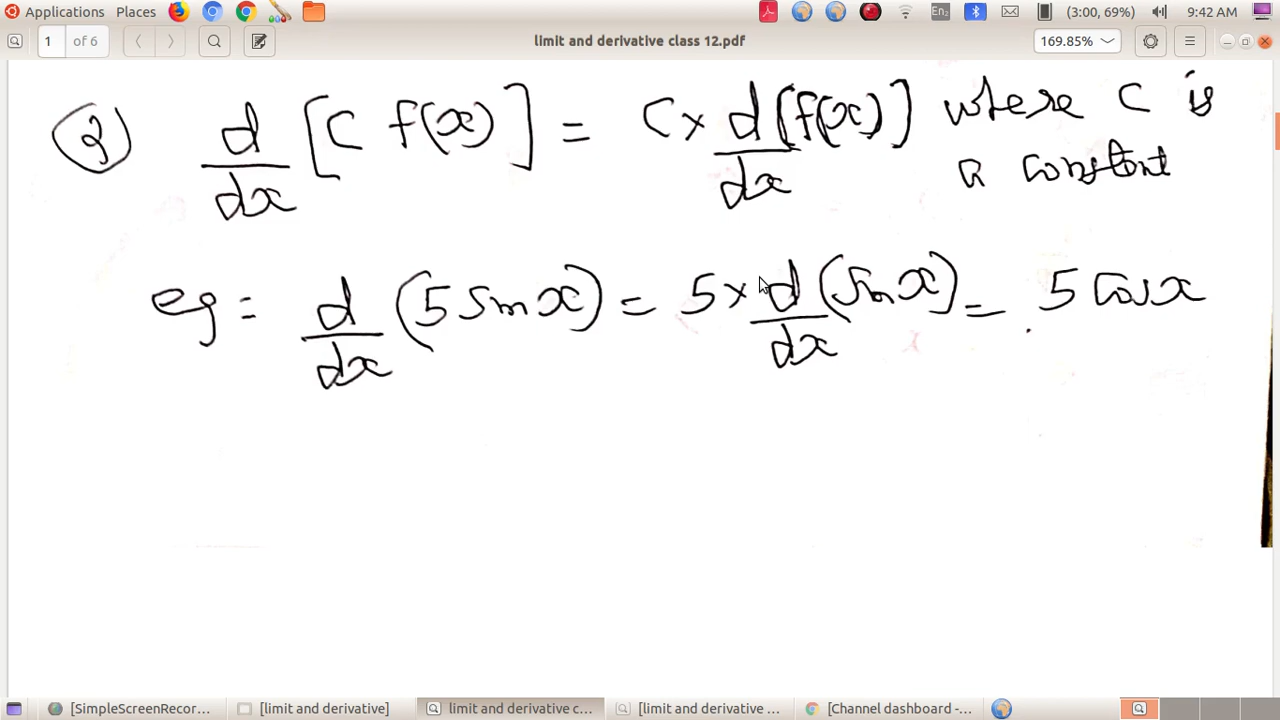 Applications Places En₂ (3:00, 69%) 9:42 AM
1 of 6 limit and derivative class 12.pdf 169.85%
② d/dx [C f(x)] = C × d/dx [f(x)] where C is
a constant
eg = d/dx (5 sin x) = 5 × d/dx (sin x) = 5 cos x
[SimpleScreenRecor... [limit and derivative] limit and derivative c... [limit and derivative ... [Channel dashboard -...